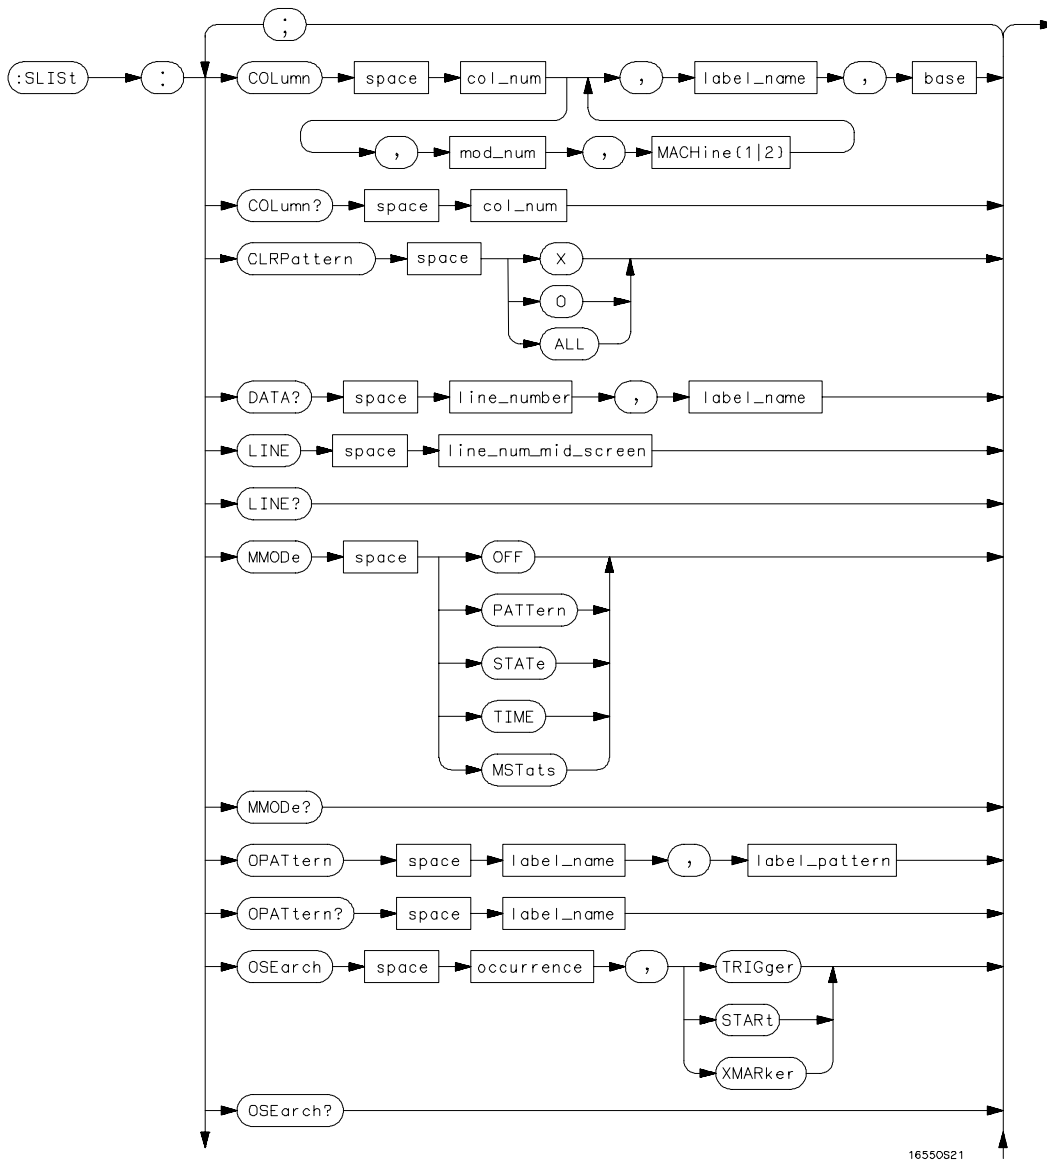 ;
:SLISt : COLumn space col_num , label_name , base
, mod_num , MACHine(1|2)
COLumn? space col_num
CLRPattern space X
O
ALL
DATA? space line_number , label_name
LINE space line_num_mid_screen
LINE?
MMODe space OFF
PATTern
STATe
TIME
MSTats
MMODe?
OPATtern space label_name , label_pattern
OPATtern? space label_name
OSEarch space occurrence , TRIGger
STARt
XMARker
OSEarch?
16550S21